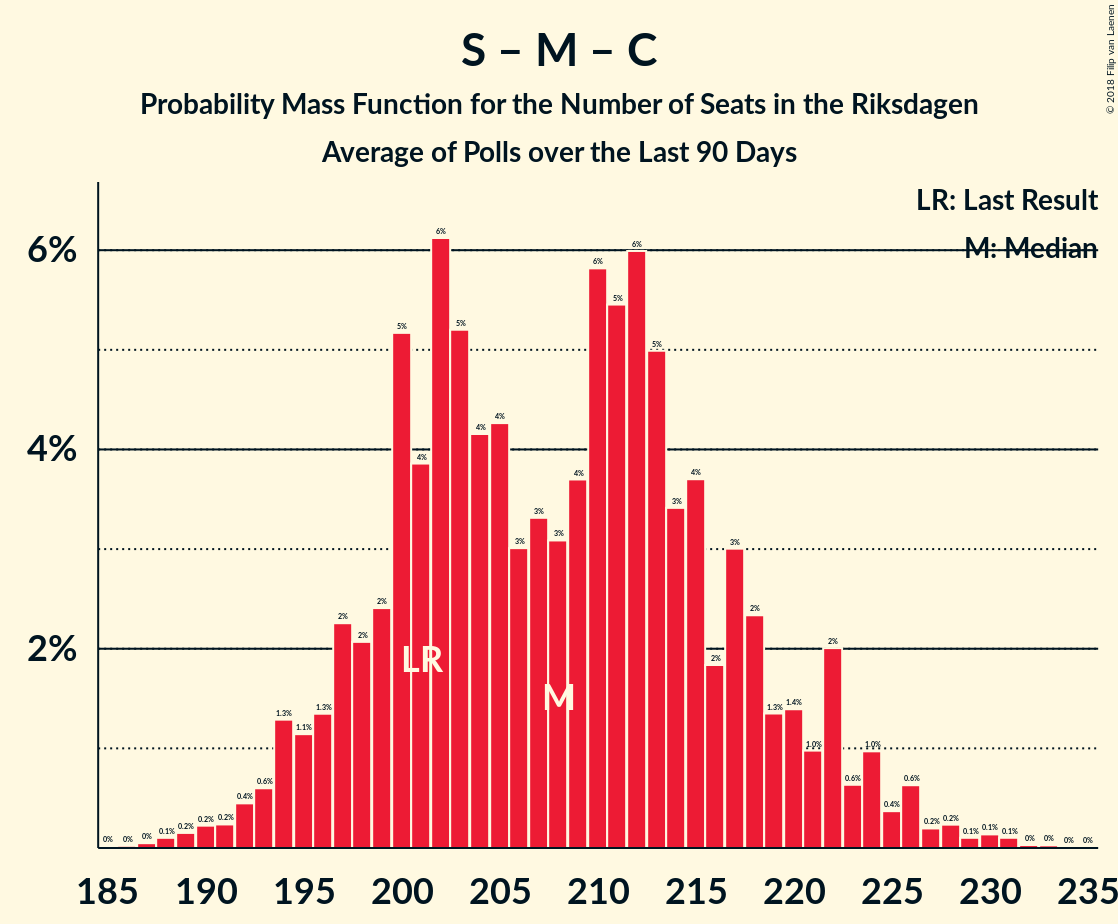 S – M – C
Probability Mass Function for the Number of Seats in the Riksdagen
Average of Polls over the Last 90 Days
© 2018 Filip van Laenen
LR: Last Result
M: Median
6%
4%
2%
0% 0% 0% 0.1% 0.2% 0.2% 0.2% 0.4% 0.6% 1.3% 1.1% 1.3% 2% 2% 2% 5% 4% 6% 5% 4% 4% 3% 3% 3% 4% 6% 5% 6% 5% 3% 4% 2% 3% 2% 1.3% 1.4% 1.0% 2% 0.6% 1.0% 0.4% 0.6% 0.2% 0.2% 0.1% 0.1% 0.1% 0% 0% 0% 0%
LR
M
185 190 195 200 205 210 215 220 225 230 235